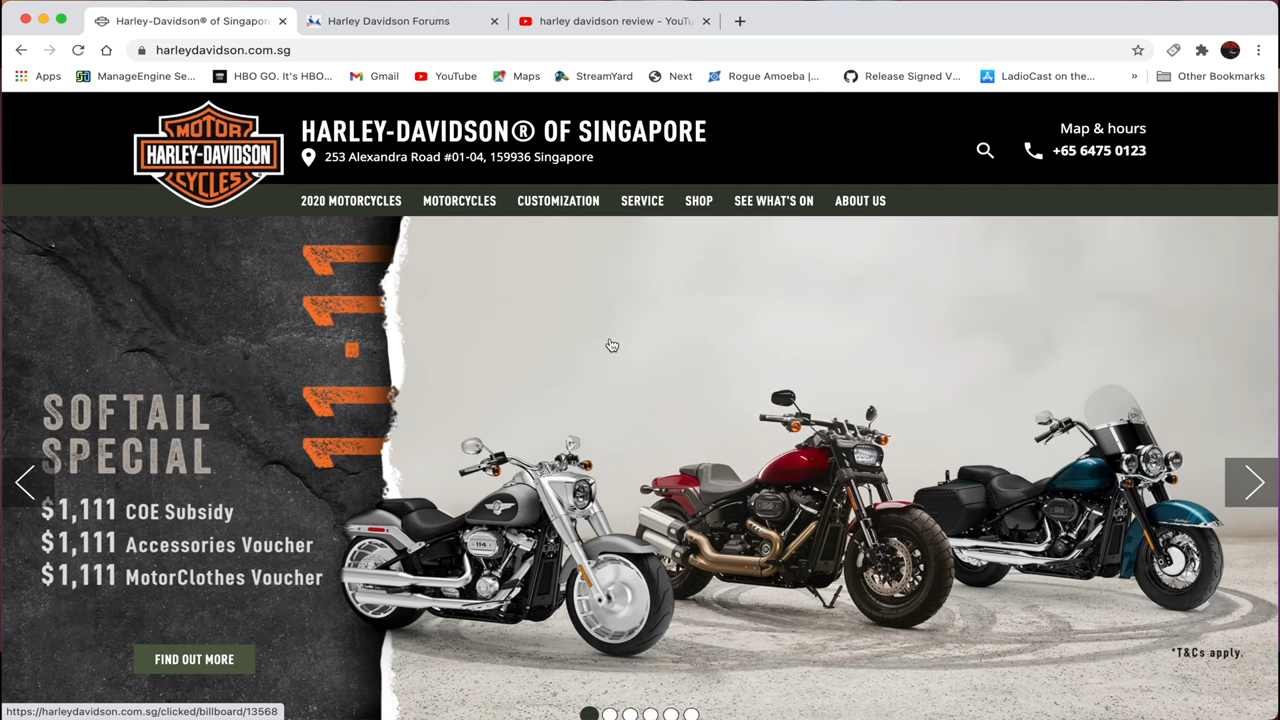 Harley-Davidson® of Singapor
Harley Davidson Forums
harley davidson review - YouTu
harleydavidson.com.sg
Apps
ManageEngine Se...
HBO GO. It's HBO...
Gmail
YouTube
Maps
StreamYard
Next
Rogue Amoeba |...
Release Signed V...
LadioCast on the...
»
Other Bookmarks
MOTOR
HARLEY-DAVIDSON
CYCLES
HARLEY-DAVIDSON® OF SINGAPORE
253 Alexandra Road #01-04, 159936 Singapore
Map & hours
+65 6475 0123
2020 MOTORCYCLES
MOTORCYCLES
CUSTOMIZATION
SERVICE
SHOP
SEE WHAT'S ON
ABOUT US
11·11
SOFTAIL
SPECIAL
$1,111 COE Subsidy
$1,111 Accessories Voucher
$1,111 MotorClothes Voucher
FIND OUT MORE
114
*T&Cs apply.
https://harleydavidson.com.sg/clicked/billboard/13568